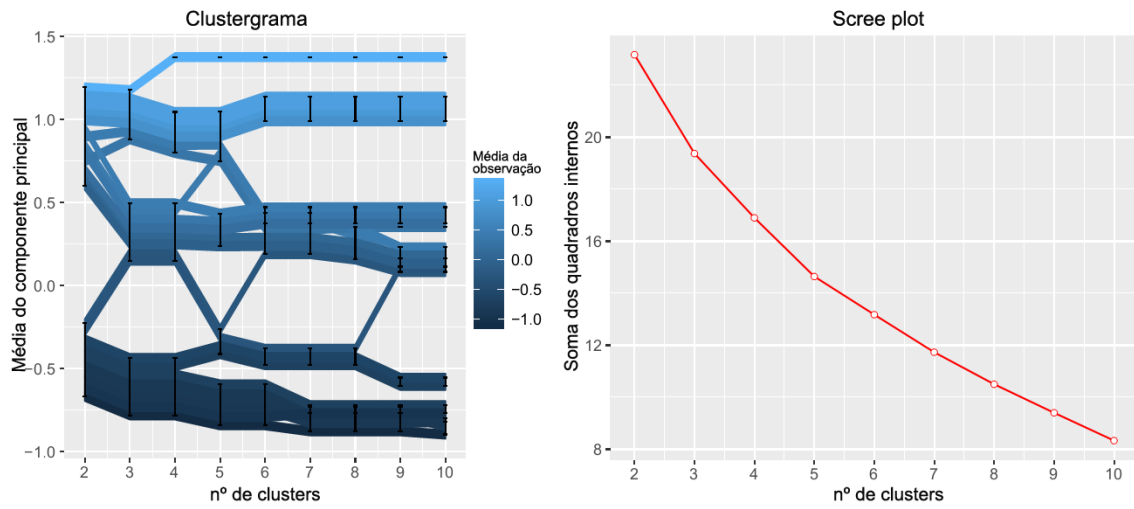 Clustergrama
Média do componente principal
1.5
1.0
0.5
0.0
−0.5
−1.0
2 3 4 5 6 7 8 9 10
nº de clusters
Média da
observação
1.0
0.5
0.0
−0.5
−1.0
Scree plot
Soma dos quadradros internos
20
16
12
8
2 3 4 5 6 7 8 9 10
nº de clusters